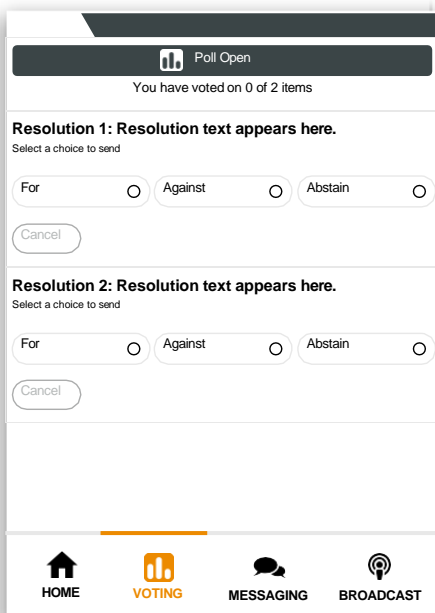 Poll Open
You have voted on 0 of 2 items
Resolution 1: Resolution text appears here.
Select a choice to send
For Against Abstain
Cancel
Resolution 2: Resolution text appears here.
Select a choice to send
For Against Abstain
Cancel
HOME VOTING MESSAGING BROADCAST